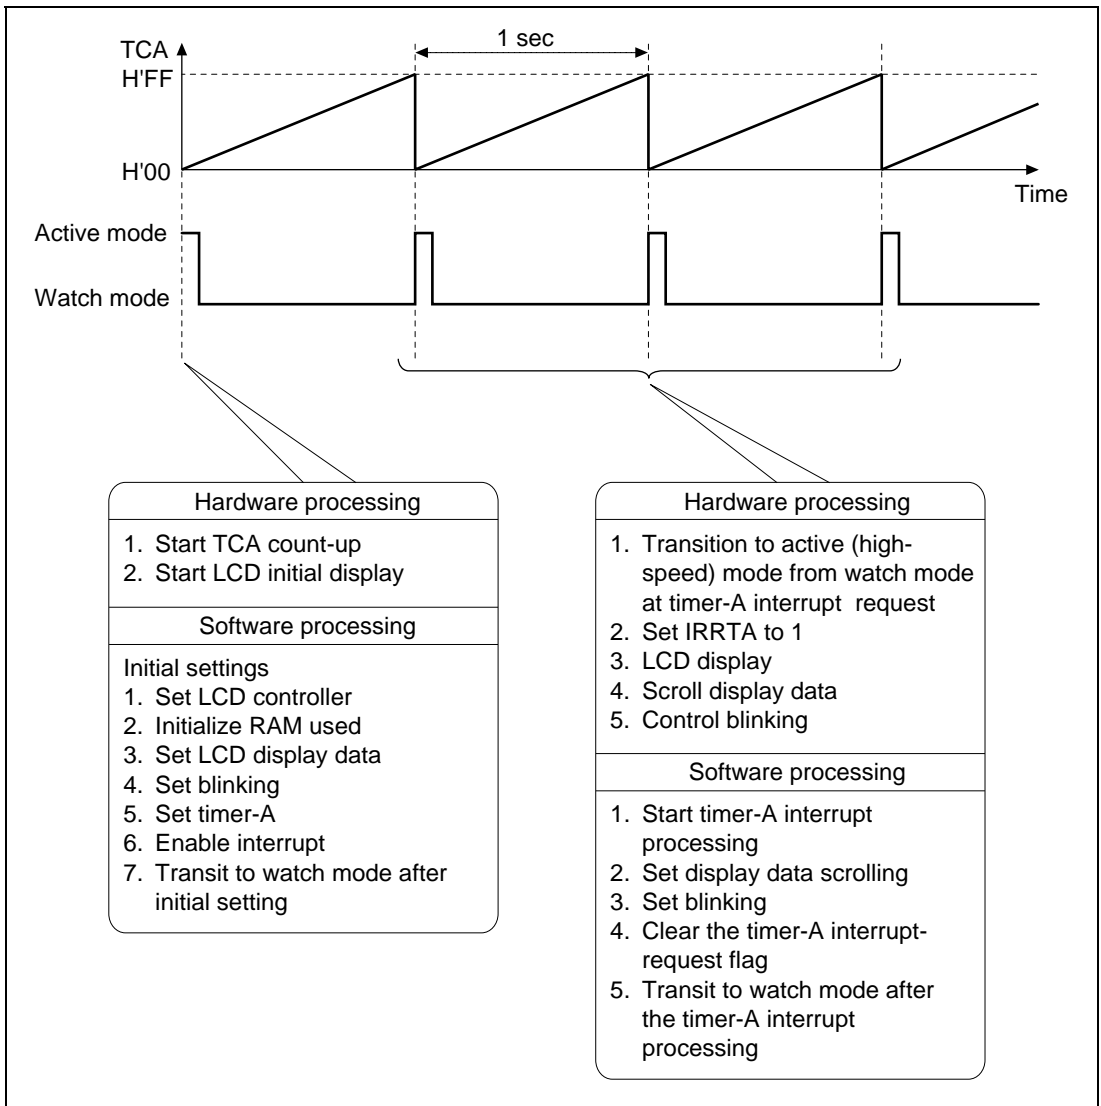 1 sec
TCA
H'FF
H'00
Time
Active mode
Watch mode
Hardware processing
1. Start TCA count-up
2. Start LCD initial display
Software processing
Initial settings
1. Set LCD controller
2. Initialize RAM used
3. Set LCD display data
4. Set blinking
5. Set timer-A
6. Enable interrupt
7. Transit to watch mode after
initial setting
Hardware processing
1. Transition to active (high-
speed) mode from watch mode
at timer-A interrupt request
2. Set IRRTA to 1
3. LCD display
4. Scroll display data
5. Control blinking
Software processing
1. Start timer-A interrupt
processing
2. Set display data scrolling
3. Set blinking
4. Clear the timer-A interrupt-
request flag
5. Transit to watch mode after
the timer-A interrupt
processing